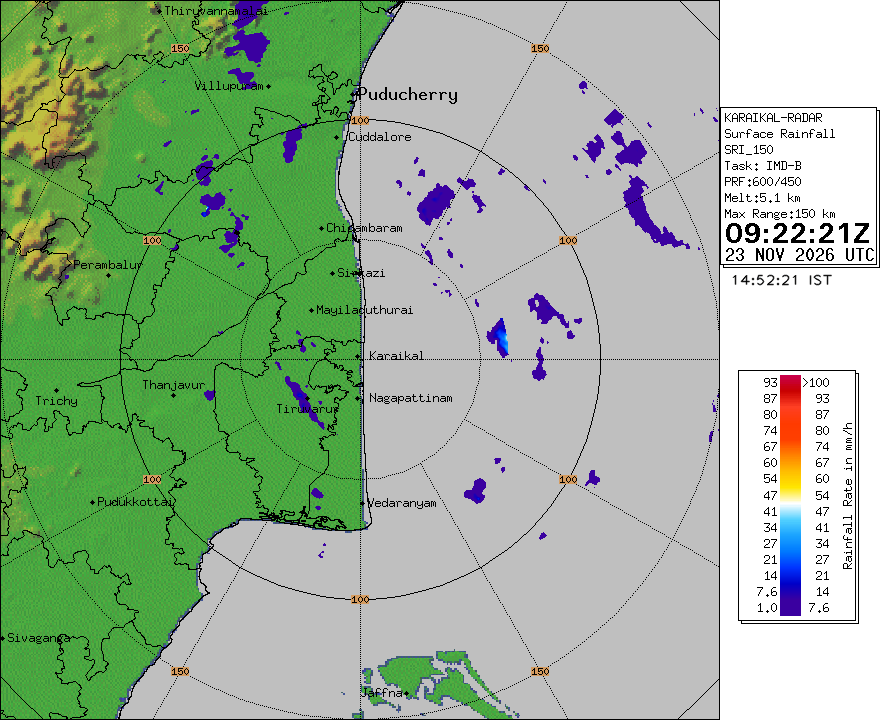 Thiruvannamalai
150
150
Villupuram
Puducherry
100
Cuddalore
Chidambaram
100
100
Perambalur
Sirkazi
Mayiladuthurai
Karaikal
Thanjavur
Trichy
Nagapattinam
Tiruvarur
100
100
Pudukkottai
Vedaranyam
100
Sivaganga
150
150
Jaffna
KARAIKAL-RADAR
Surface Rainfall
SRI_150
Task: IMD-B
PRF:600/450
Melt:5.1 km
Max Range:150 km
09:22:21Z
23 NOV 2026 UTC
14:52:21 IST
93 >100
87 93
80 87
74 80
67 74
60 67
54 60
47 54
41 47
34 41
27 34
21 27
14 21
7.6 14
1.0 7.6
Rainfall Rate in mm/h